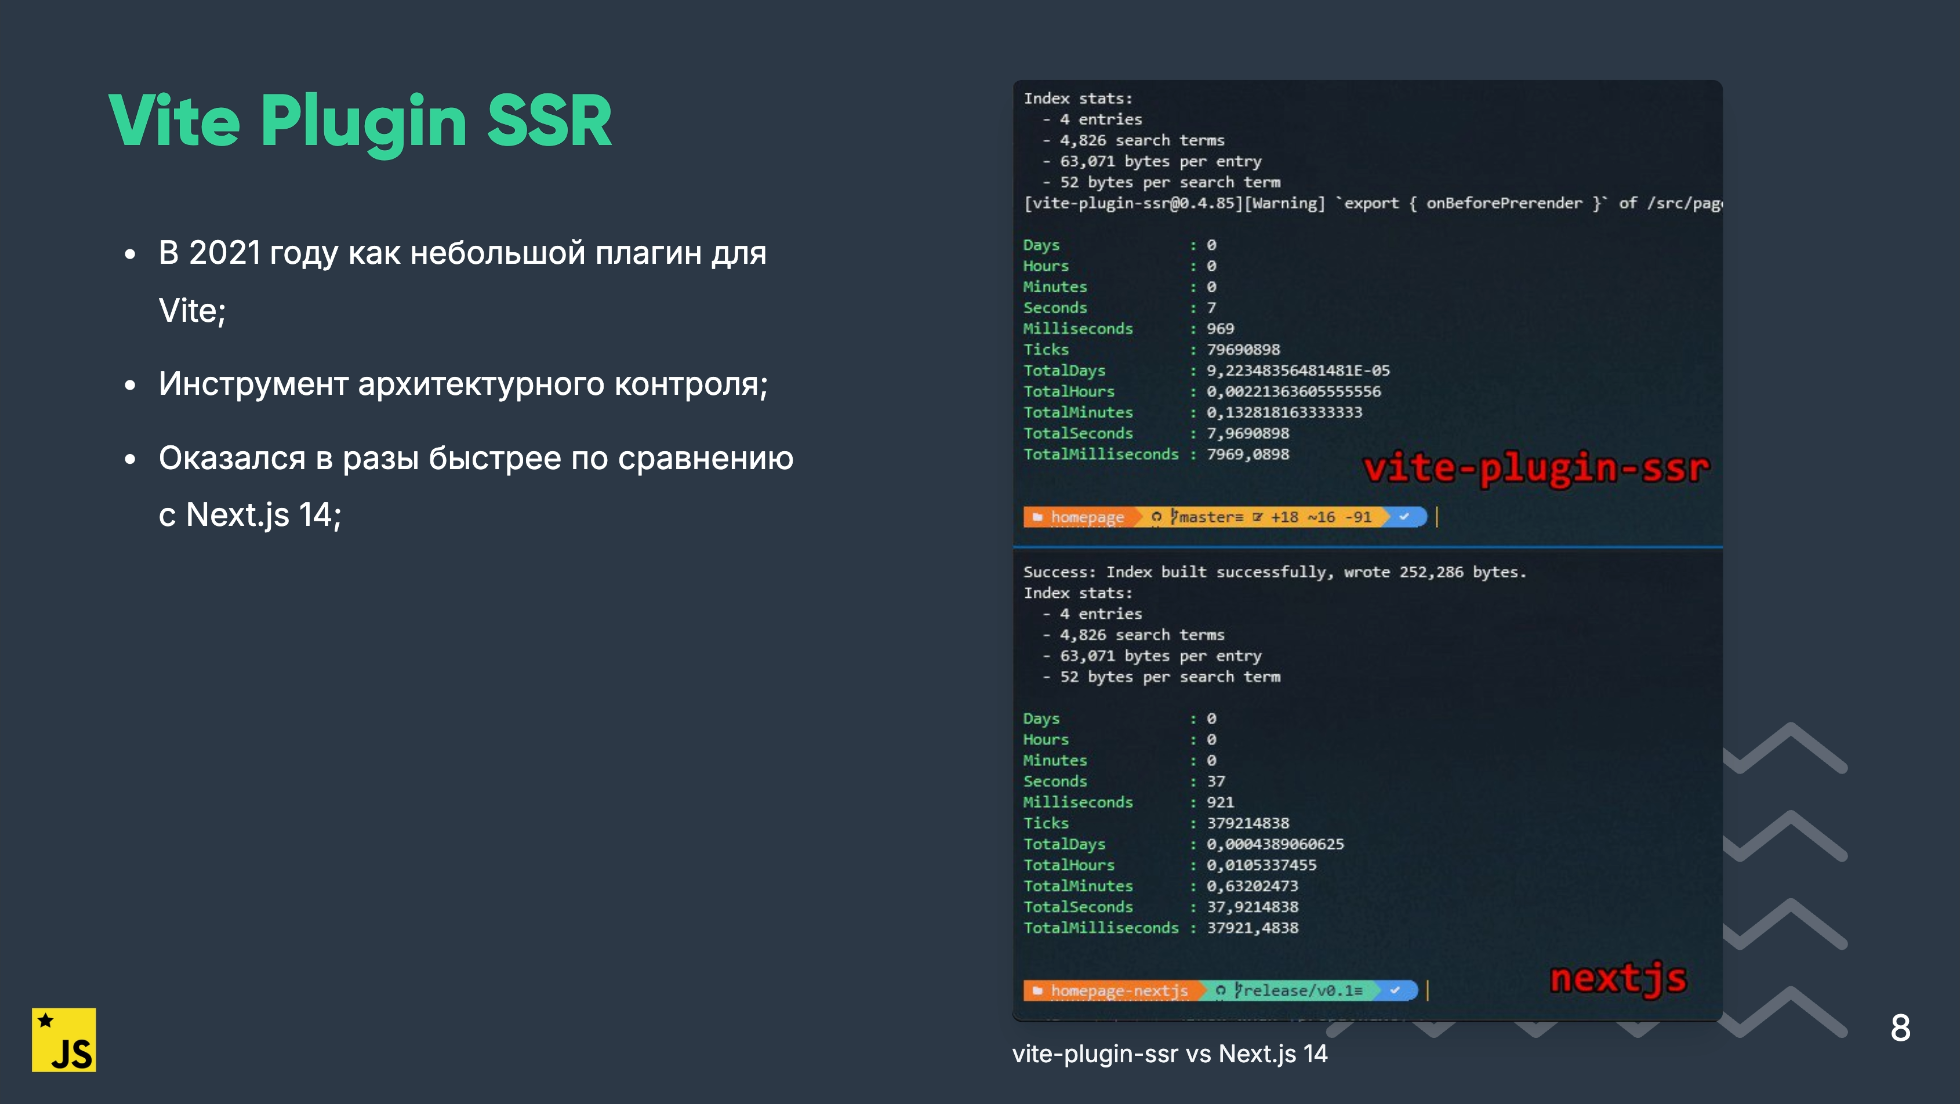 Vite Plugin SSR
В 2021 году как небольшой плагин для
Vite;
Инструмент архитектурного контроля;
Оказался в разы быстрее по сравнению
с Next.js 14;
Index stats:
- 4 entries
- 4,826 search terms
- 63,071 bytes per entry
- 52 bytes per search term
[vite-plugin-ssr@0.4.85][Warning] `export { onBeforePrerender }` of /src/pag
Days : 0
Hours : 0
Minutes : 0
Seconds : 7
Milliseconds : 969
Ticks : 79690898
TotalDays : 9,22348356481481E-05
TotalHours : 0,00221363605555556
TotalMinutes : 0,132818163333333
TotalSeconds : 7,9690898
TotalMilliseconds : 7969,0898
vite-plugin-ssr
homepage master≡ +18 ~16 -91
Success: Index built successfully, wrote 252,286 bytes.
Index stats:
- 4 entries
- 4,826 search terms
- 63,071 bytes per entry
- 52 bytes per search term
Days : 0
Hours : 0
Minutes : 0
Seconds : 37
Milliseconds : 921
Ticks : 379214838
TotalDays : 0,0004389060625
TotalHours : 0,0105337455
TotalMinutes : 0,63202473
TotalSeconds : 37,9214838
TotalMilliseconds : 37921,4838
nextjs
homepage-nextjs release/v0.1≡
vite-plugin-ssr vs Next.js 14
JS
8